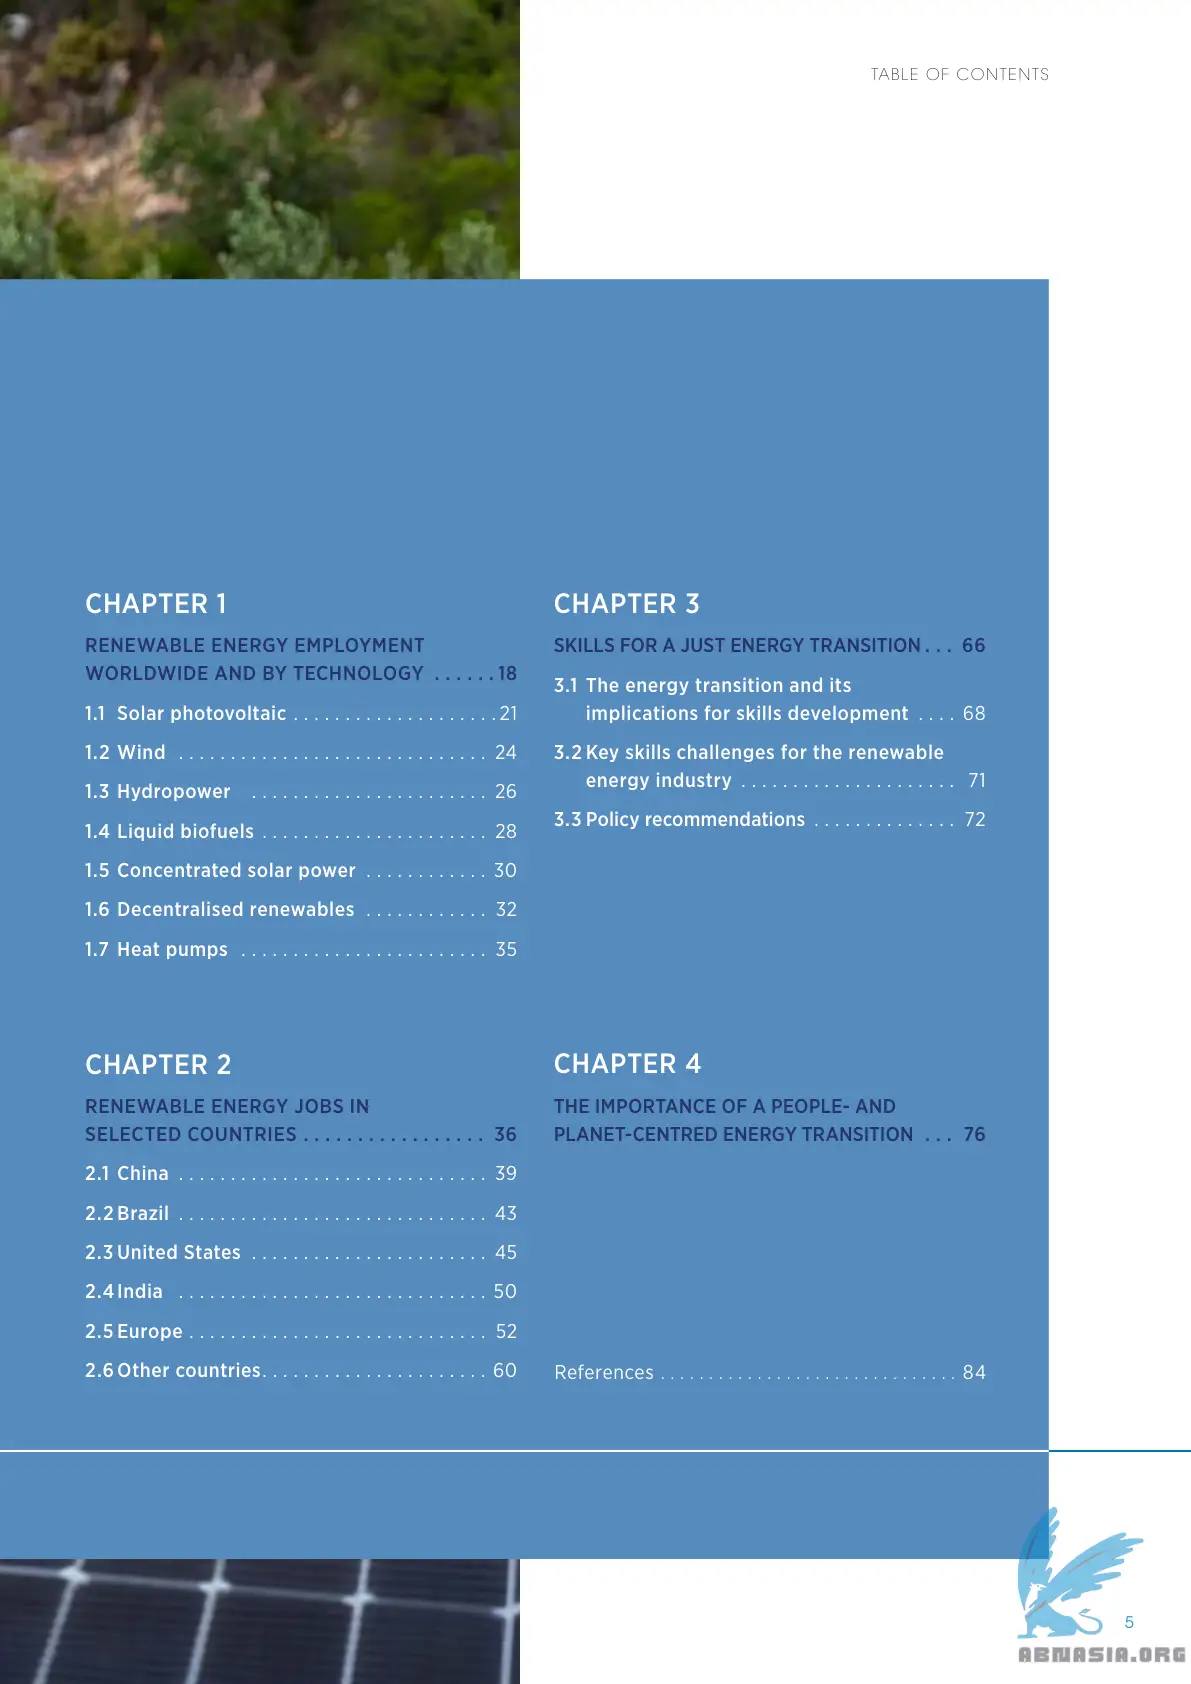 TABLE OF CONTENTS
CHAPTER 1
RENEWABLE ENERGY EMPLOYMENT
WORLDWIDE AND BY TECHNOLOGY . . . . . . 18
1.1 Solar photovoltaic . . . . . . . . . . . . . . . . . . . . 21
1.2 Wind . . . . . . . . . . . . . . . . . . . . . . . . . . . . . . 24
1.3 Hydropower . . . . . . . . . . . . . . . . . . . . . . . 26
1.4 Liquid biofuels . . . . . . . . . . . . . . . . . . . . . . 28
1.5 Concentrated solar power . . . . . . . . . . . . 30
1.6 Decentralised renewables . . . . . . . . . . . . 32
1.7 Heat pumps . . . . . . . . . . . . . . . . . . . . . . . . 35
CHAPTER 2
RENEWABLE ENERGY JOBS IN
SELECTED COUNTRIES . . . . . . . . . . . . . . . . . 36
2.1 China . . . . . . . . . . . . . . . . . . . . . . . . . . . . . . 39
2.2 Brazil . . . . . . . . . . . . . . . . . . . . . . . . . . . . . . 43
2.3 United States . . . . . . . . . . . . . . . . . . . . . . . 45
2.4 India . . . . . . . . . . . . . . . . . . . . . . . . . . . . . . 50
2.5 Europe . . . . . . . . . . . . . . . . . . . . . . . . . . . . . 52
2.6 Other countries. . . . . . . . . . . . . . . . . . . . . . 60
CHAPTER 3
SKILLS FOR A JUST ENERGY TRANSITION . . . 66
3.1 The energy transition and its
implications for skills development . . . . 68
3.2 Key skills challenges for the renewable
energy industry . . . . . . . . . . . . . . . . . . . . . 71
3.3 Policy recommendations . . . . . . . . . . . . . . 72
CHAPTER 4
THE IMPORTANCE OF A PEOPLE- AND
PLANET-CENTRED ENERGY TRANSITION . . . 76
References . . . . . . . . . . . . . . . . . . . . . . . . . . . . . . . 84
5
ABMASIA.ORG